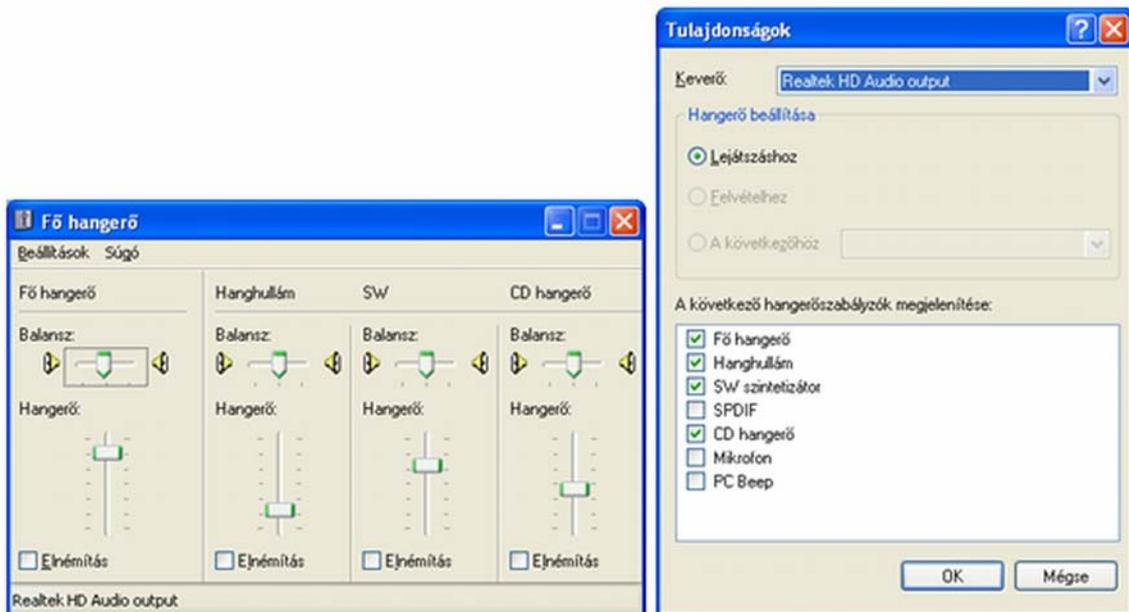 Fő hangerő
Beállítások Súgó
Fő hangerő
Balansz:
Hangerő:
Elnémítás
Hanghullám
Balansz:
Hangerő:
Elnémítás
SW
Balansz:
Hangerő:
Elnémítás
CD hangerő
Balansz:
Hangerő:
Elnémítás
Realtek HD Audio output
Tulajdonságok
Keverő:
Realtek HD Audio output
Hangerő beállítása
Lejátszáshoz
Felvételhez
A következőhöz
A következő hangerőszabályzók megjelenítése:
Fő hangerő
Hanghullám
SW szintetizátor
SPDIF
CD hangerő
Mikrofon
PC Beep
OK
Mégse